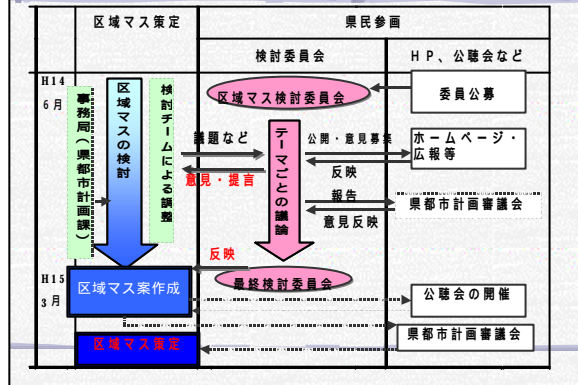 区域マス策定
県民参画
検討委員会
HP、公聴会など
H14
6月
事務局(県都市計画課)
区域マスの検討
検討チームによる調整
区域マス検討委員会
委員公募
議題など
意見・提言
テーマごとの議論
公開・意見募集
反映
ホームページ・
広報等
報告
意見反映
県都市計画審議会
反映
H15
3月
区域マス案作成
最終検討委員会
公聴会の開催
県都市計画審議会
区域マス策定